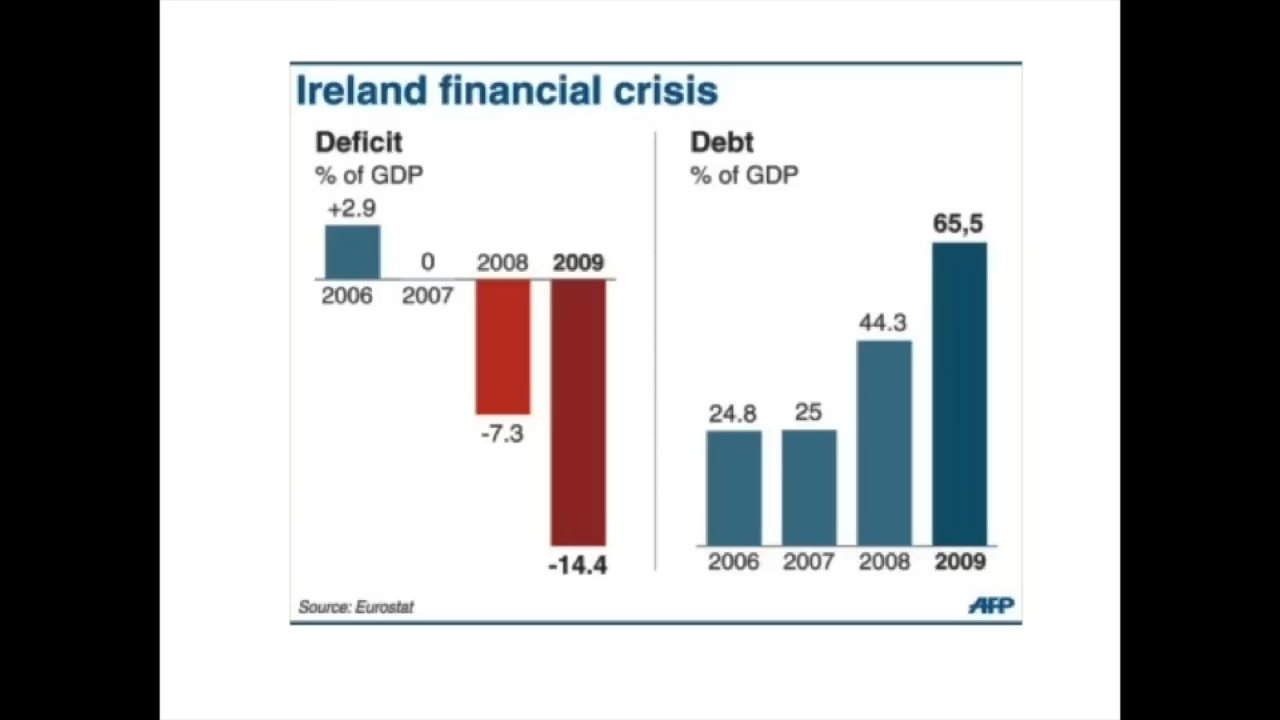 Ireland financial crisis
Deficit
% of GDP
+2.9
0
2008
2009
2006
2007
-7.3
-14.4
Debt
% of GDP
65,5
44.3
24.8
25
2006
2007
2008
2009
Source: Eurostat
AFP